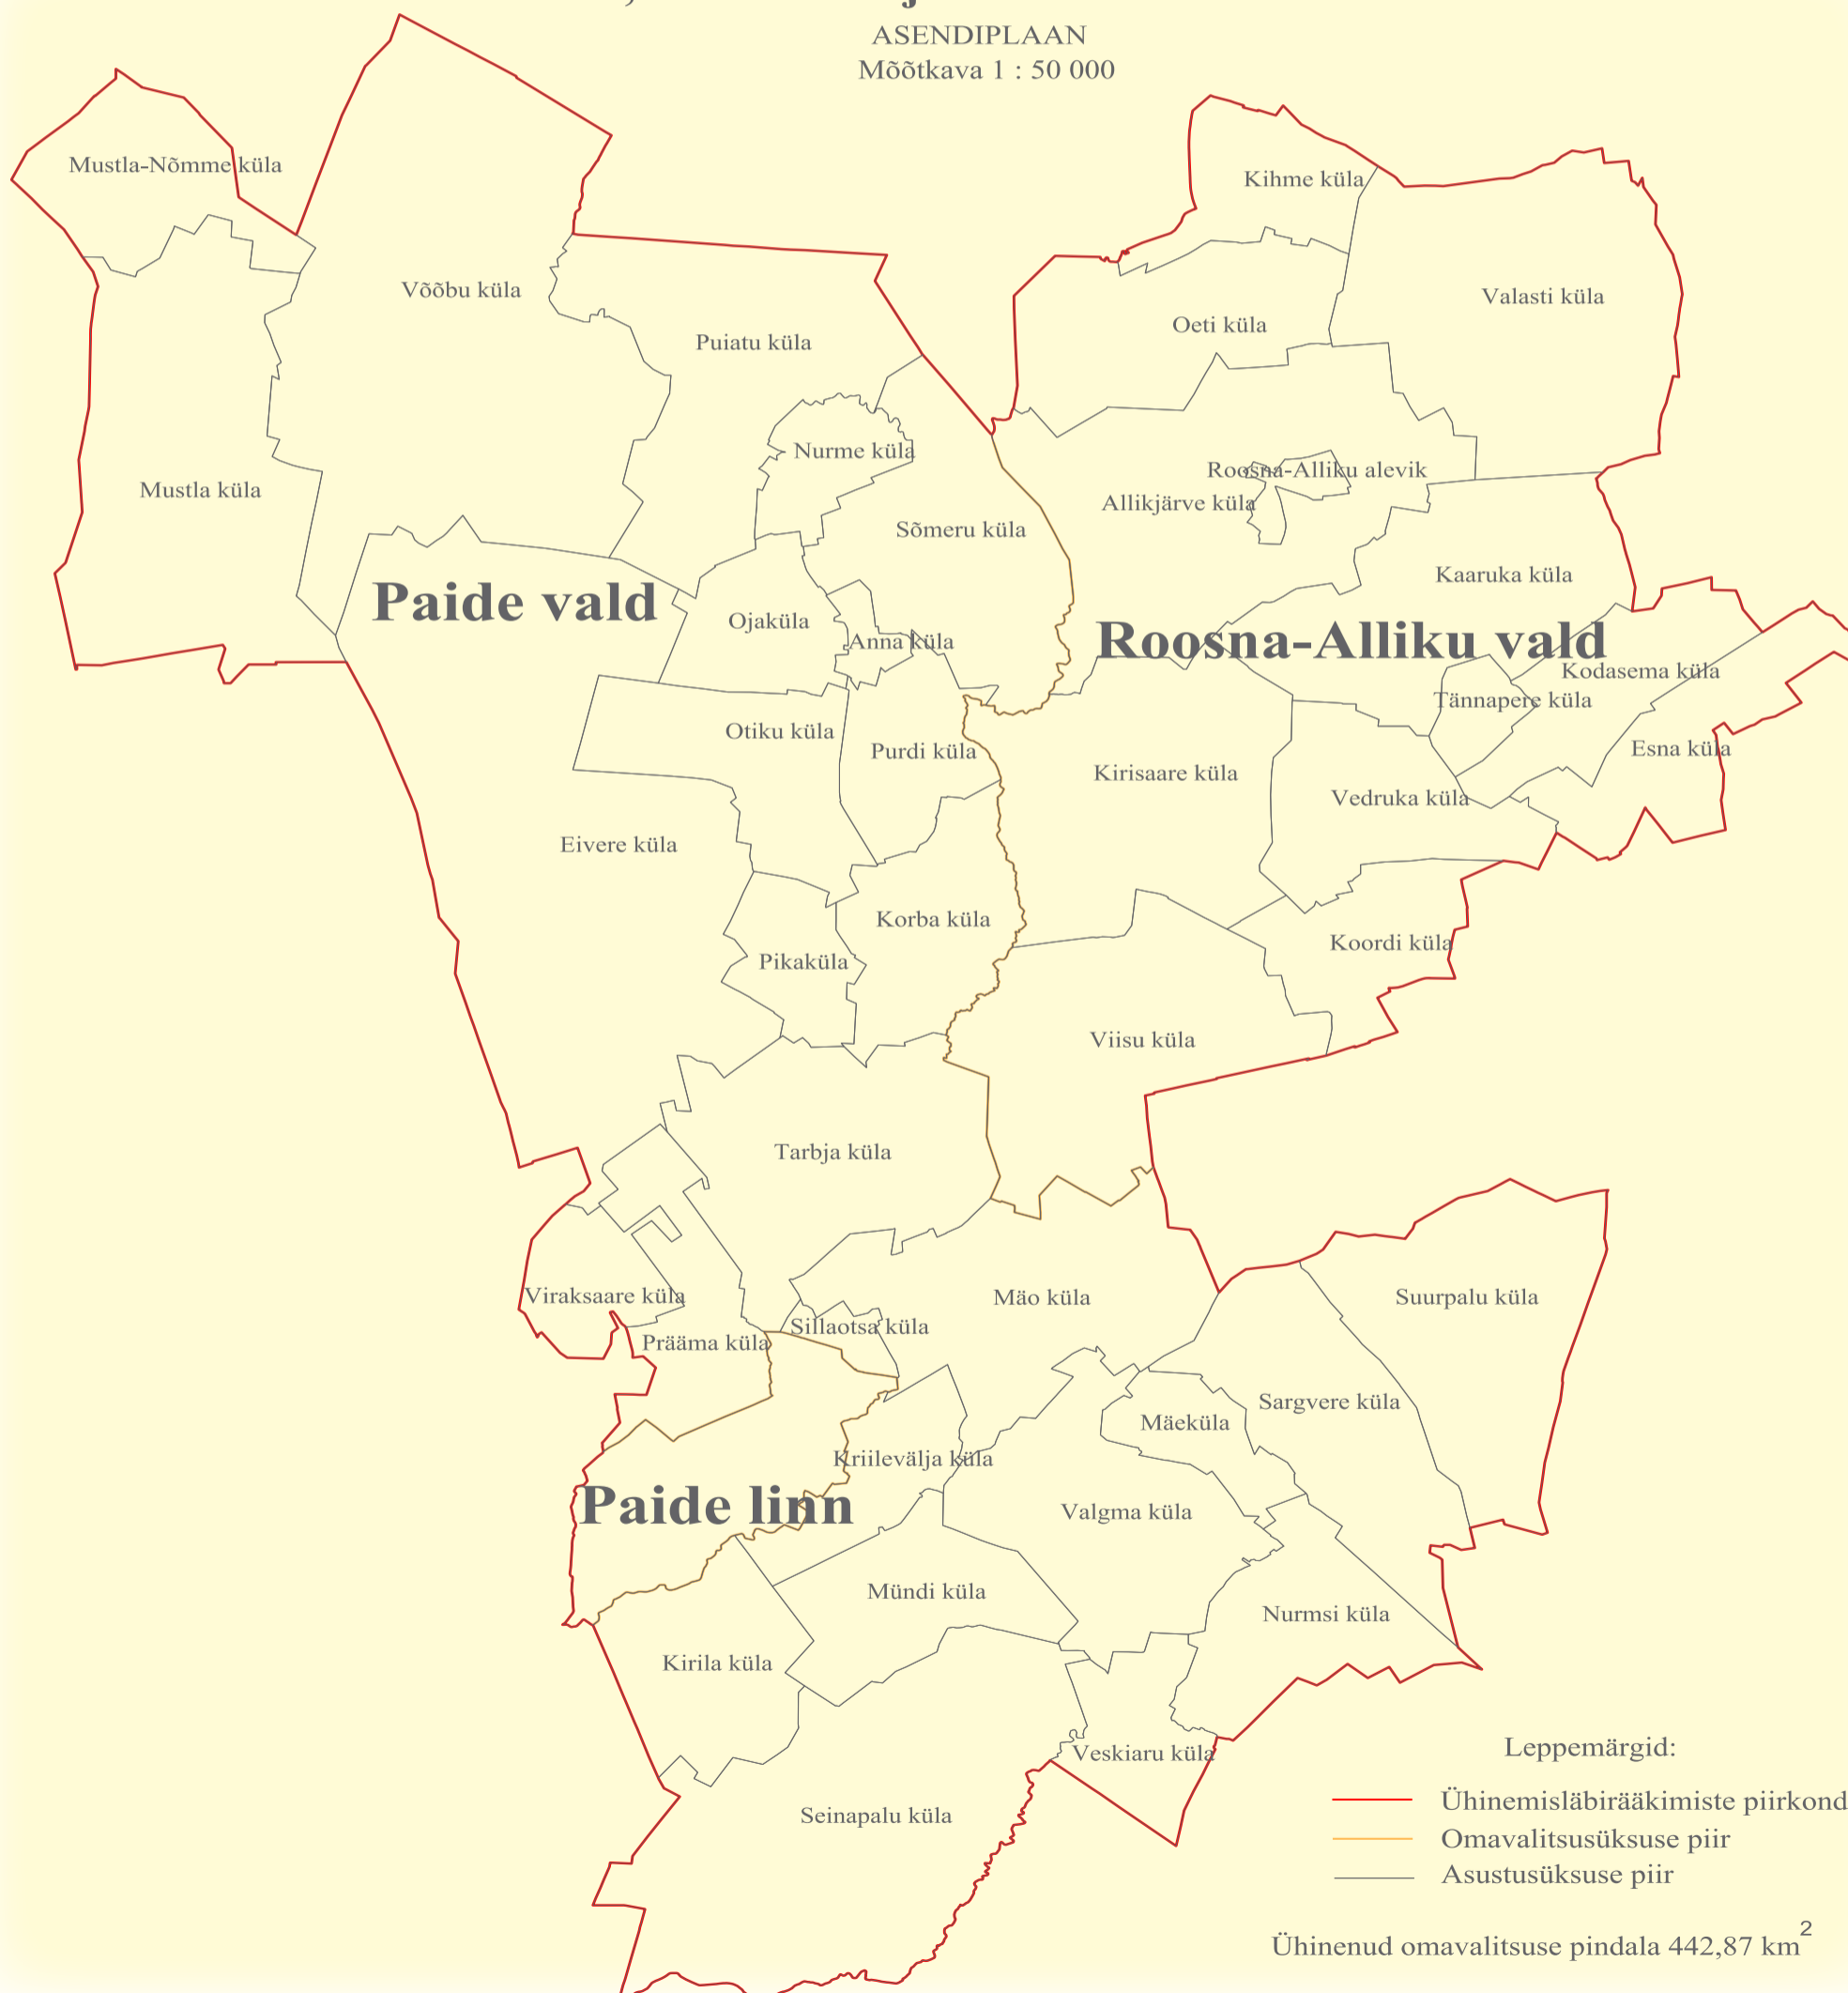 ASENDIPLAAN
Mõõtkava 1 : 50 000
Mustla-Nõmme küla
Kihme küla
Võõbu küla
Valasti küla
Oeti küla
Puiatu küla
Nurme küla
Roosna-Alliku alevik
Mustla küla
Allikjärve küla
Sõmeru küla
Kaaruka küla
Paide vald
Ojaküla
Anna küla
Roosna-Alliku vald
Kodasema küla
Tännapere küla
Otiku küla
Purdi küla
Esna küla
Kirisaare küla
Vedruka küla
Eivere küla
Korba küla
Koordi küla
Pikaküla
Viisu küla
Tarbja küla
Viraksaare küla
Mäo küla
Suurpalu küla
Sillaotsa küla
Prääma küla
Sargvere küla
Mäeküla
Kriilevälja küla
Paide linn
Valgma küla
Mündi küla
Nurmsi küla
Kirila küla
Veskiaru küla
Seinapalu küla
Leppemärgid:
Ühinemisläbirääkimiste piirkond
Omavalitsusüksuse piir
Asustusüksuse piir
Ühinenud omavalitsuse pindala 442,87 km²